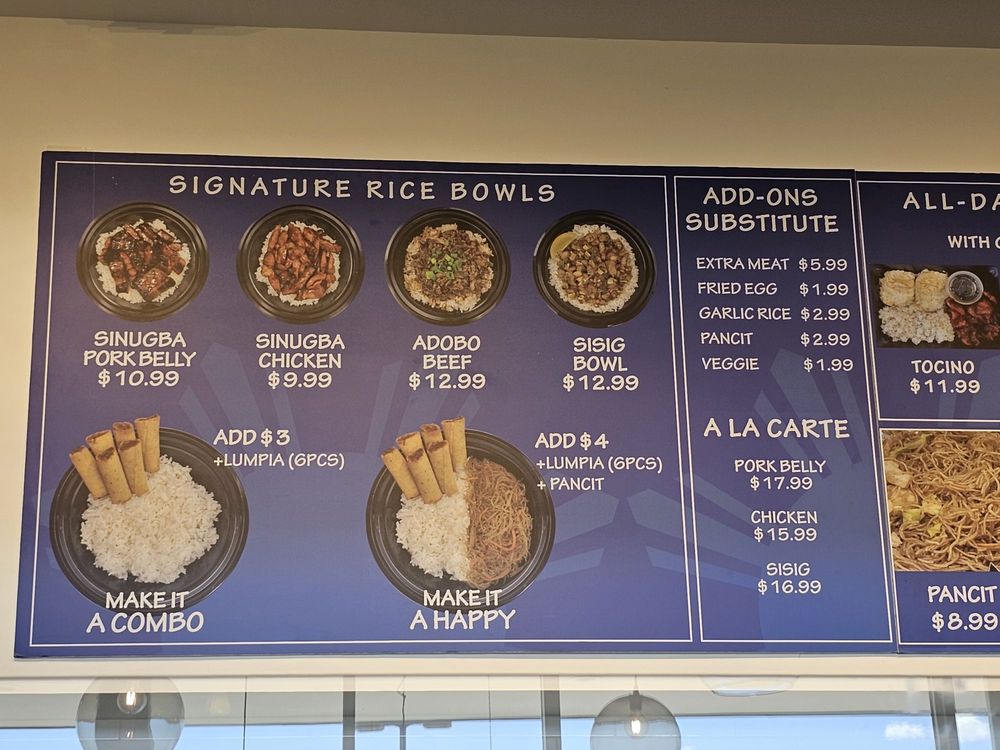 SIGNATURE RICE BOWLS
SINUGBA
PORK BELLY
$10.99
SINUGBA
CHICKEN
$9.99
ADOBO
BEEF
$12.99
SISIG
BOWL
$12.99
ADD $3
+LUMPIA (6PCS)
MAKE IT
A COMBO
ADD $4
+LUMPIA (6PCS)
+ PANCIT
MAKE IT
A HAPPY
ADD-ONS
SUBSTITUTE
EXTRA MEAT $5.99
FRIED EGG $1.99
GARLIC RICE $2.99
PANCIT $2.99
VEGGIE $1.99
A LA CARTE
PORK BELLY
$17.99
CHICKEN
$15.99
SISIG
$16.99
ALL-DA
WITH
TOCINO
$11.99
PANCIT
$8.99